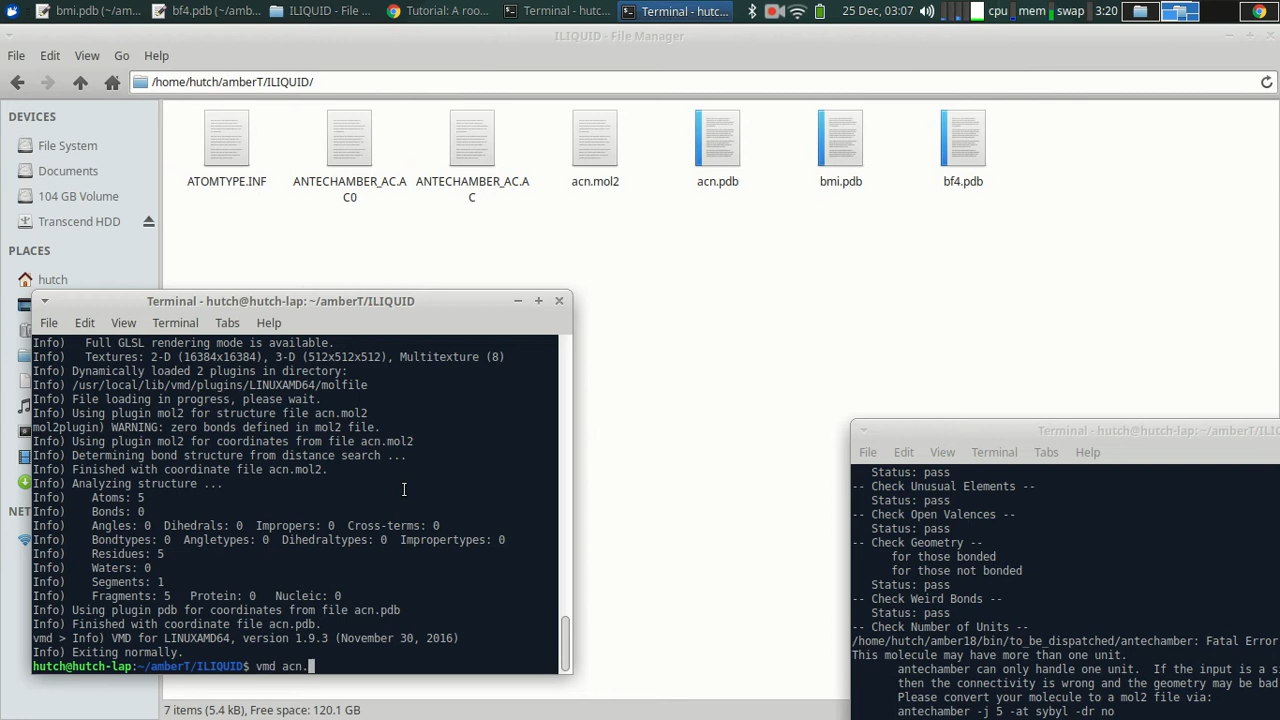 bmi.pdb (~/am...
bf4.pdb (~/amb...
ILIQUID - File ...
Tutorial: A roo...
Terminal - hutc...
Terminal - hutc...
25 Dec, 03:07
cpu
mem
swap
3:20
ILIQUID - File Manager
File Edit View Go Help
/home/hutch/amberT/ILIQUID/
DEVICES
File System
Documents
104 GB Volume
Transcend HDD
PLACES
hutch
NET
ATOMTYPE.INF
ANTECHAMBER_AC.A
C0
ANTECHAMBER_AC.A
C
acn.mol2
acn.pdb
bmi.pdb
bf4.pdb
Terminal - hutch@hutch-lap: ~/amberT/ILIQUID
File Edit View Terminal Tabs Help
Info) Full GLSL rendering mode is available.
Info) Textures: 2-D (16384x16384), 3-D (512x512x512), Multitexture (8)
Info) Dynamically loaded 2 plugins in directory:
Info) /usr/local/lib/vmd/plugins/LINUXAMD64/molfile
Info) File loading in progress, please wait.
Info) Using plugin mol2 for structure file acn.mol2
mol2plugin) WARNING: zero bonds defined in mol2 file.
Info) Using plugin mol2 for coordinates from file acn.mol2
Info) Determining bond structure from distance search ...
Info) Finished with coordinate file acn.mol2.
Info) Analyzing structure ...
Info) Atoms: 5
Info) Bonds: 0
Info) Angles: 0 Dihedrals: 0 Impropers: 0 Cross-terms: 0
Info) Bondtypes: 0 Angletypes: 0 Dihedraltypes: 0 Impropertypes: 0
Info) Residues: 5
Info) Waters: 0
Info) Segments: 1
Info) Fragments: 5 Protein: 0 Nucleic: 0
Info) Using plugin pdb for coordinates from file acn.pdb
Info) Finished with coordinate file acn.pdb.
vmd > Info) VMD for LINUXAMD64, version 1.9.3 (November 30, 2016)
Info) Exiting normally.
hutch@hutch-lap:~/amberT/ILIQUID$ vmd acn.
Terminal - hutch@hutch-lap: ~/amberT/ILIQUI
File Edit View Terminal Tabs Help
Status: pass
-- Check Unusual Elements --
Status: pass
-- Check Open Valences --
Status: pass
-- Check Geometry --
for those bonded
for those not bonded
Status: pass
-- Check Weird Bonds --
Status: pass
-- Check Number of Units --
/home/hutch/amber18/bin/to_be_dispatched/antechamber: Fatal Error
This molecule may have more than one unit.
antechamber can only handle one unit. If the input is a s
then the connectivity is wrong and the geometry may be bad
Please convert your molecule to a mol2 file via:
antechamber -j 5 -at sybyl -dr no
7 items (5.4 kB), Free space: 120.1 GB